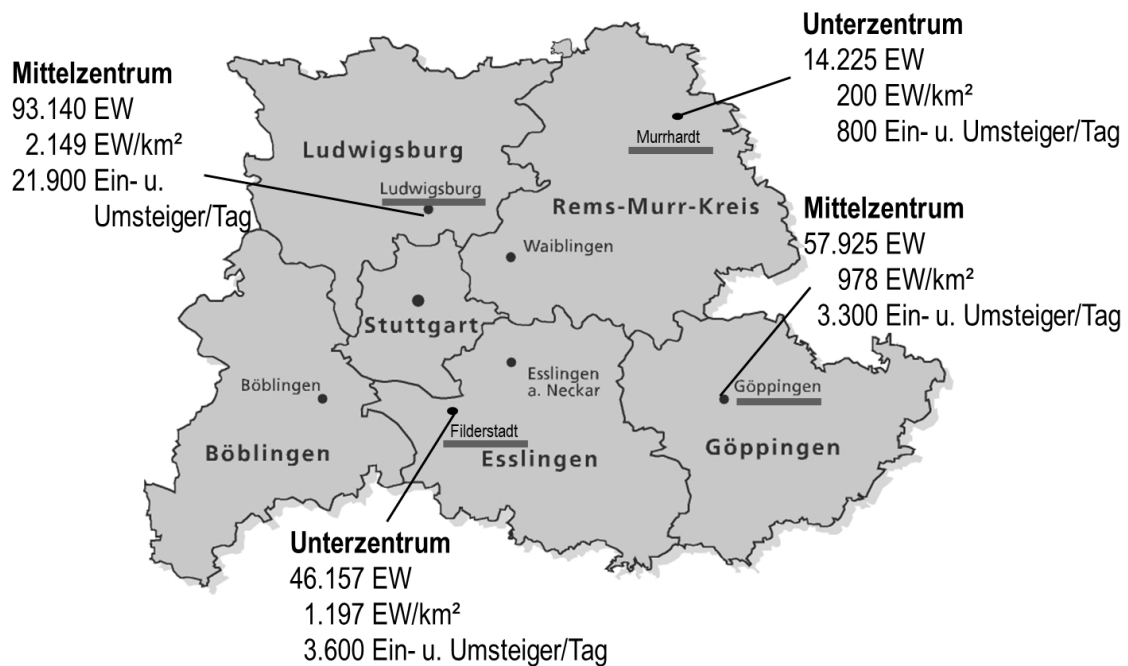 Unterzentrum
14.225 EW
200 EW/km²
800 Ein- u. Umsteiger/Tag
Mittelzentrum
93.140 EW
2.149 EW/km²
21.900 Ein- u.
Umsteiger/Tag
Murrhardt
Ludwigsburg
Ludwigsburg
Rems-Murr-Kreis
Waiblingen
Mittelzentrum
57.925 EW
978 EW/km²
3.300 Ein- u. Umsteiger/Tag
Stuttgart
Böblingen
Esslingen
a. Neckar
Göppingen
Filderstadt
Böblingen
Esslingen
Göppingen
Unterzentrum
46.157 EW
1.197 EW/km²
3.600 Ein- u. Umsteiger/Tag